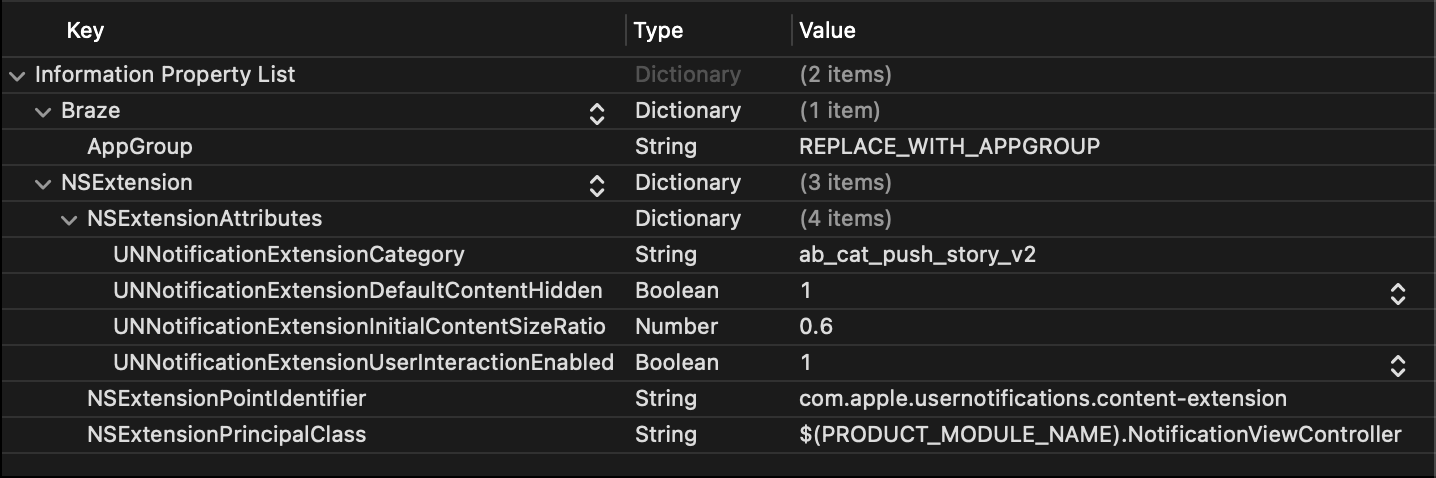 Key Type Value
Information Property List Dictionary (2 items)
Braze Dictionary (1 item)
AppGroup String REPLACE_WITH_APPGROUP
NSExtension Dictionary (3 items)
NSExtensionAttributes Dictionary (4 items)
UNNotificationExtensionCategory String ab_cat_push_story_v2
UNNotificationExtensionDefaultContentHidden Boolean 1
UNNotificationExtensionInitialContentSizeRatio Number 0.6
UNNotificationExtensionUserInteractionEnabled Boolean 1
NSExtensionPointIdentifier String com.apple.usernotifications.content-extension
NSExtensionPrincipalClass String $(PRODUCT_MODULE_NAME).NotificationViewController